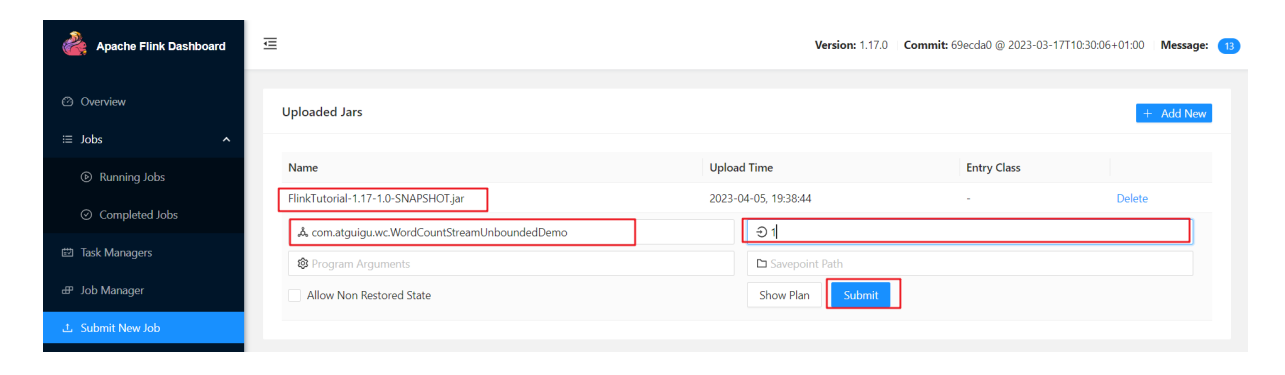 Apache Flink Dashboard
Version: 1.17.0 Commit: 69ecda0 @ 2023-03-17T10:30:06+01:00 Message: 13
Overview
Jobs
Running Jobs
Completed Jobs
Task Managers
Job Manager
Submit New Job
Uploaded Jars
+ Add New
Name Upload Time Entry Class
FlinkTutorial-1.17-1.0-SNAPSHOT.jar 2023-04-05, 19:38:44 - Delete
com.atguigu.wc.WordCountStreamUnboundedDemo 1
Program Arguments Savepoint Path
Allow Non Restored State Show Plan Submit